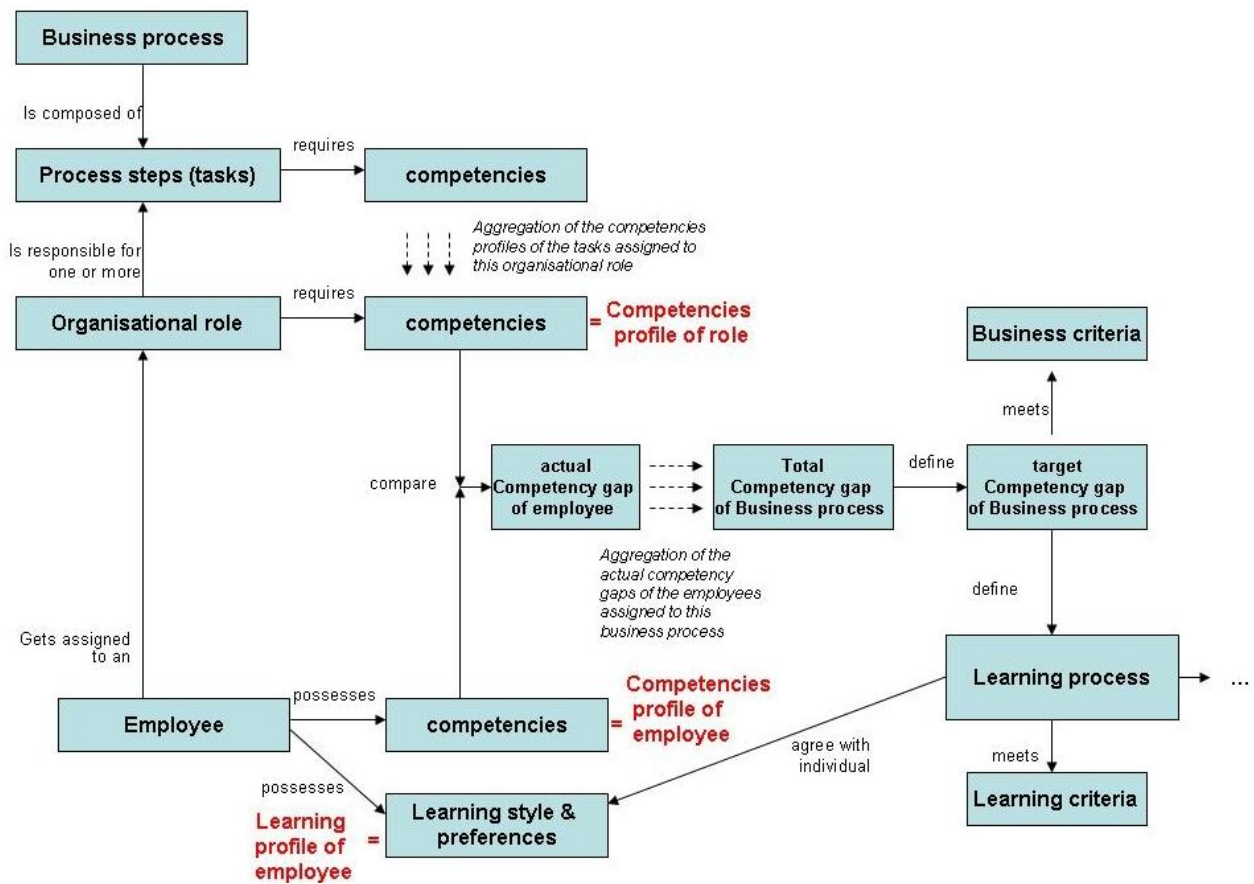 Business process
Is composed of
Process steps (tasks)
requires
competencies
Aggregation of the competencies
profiles of the tasks assigned to
this organisational role
Is responsible for
one or more
Organisational role
requires
competencies
= Competencies
profile of role
Business criteria
meets
compare
actual
Competency gap
of employee
Total
Competency gap
of Business process
define
target
Competency gap
of Business process
Aggregation of the
actual competency
gaps of the employees
assigned to this
business process
define
Gets assigned
to an
Learning process
...
Employee
possesses
competencies
= Competencies
profile of
employee
agree with
individual
meets
possesses
Learning style &
preferences
Learning =
profile of
employee
Learning criteria